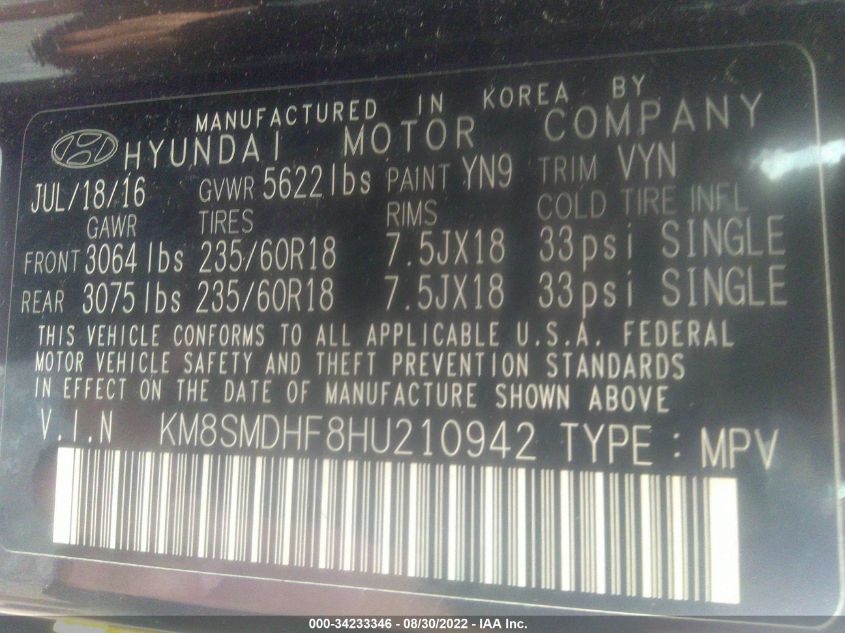 MANUFACTURED IN KOREA BY
HYUNDAI MOTOR COMPANY
JUL/18/16 GVWR 5622lbs PAINT YN9 TRIM VYN
GAWR TIRES RIMS COLD TIRE INFL
FRONT 3064lbs 235/60R18 7.5JX18 33psi SINGLE
REAR 3075lbs 235/60R18 7.5JX18 33psi SINGLE
THIS VEHICLE CONFORMS TO ALL APPLICABLE U.S.A. FEDERAL
MOTOR VEHICLE SAFETY AND THEFT PREVENTION STANDARDS
IN EFFECT ON THE DATE OF MANUFACTURE SHOWN ABOVE
V.I.N KM8SMDHF8HU210942 TYPE : MPV
000-34233346 - 08/30/2022 - IAA Inc.